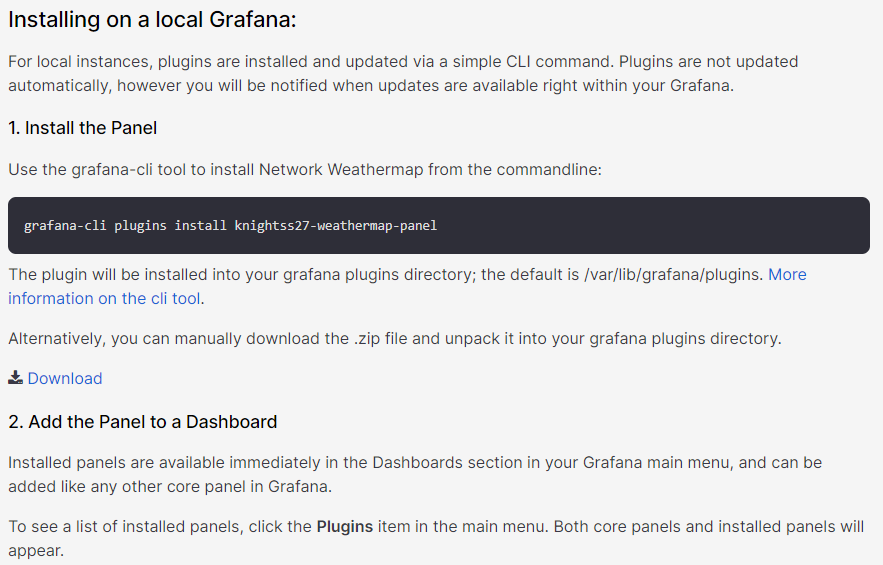 Installing on a local Grafana:
For local instances, plugins are installed and updated via a simple CLI command. Plugins are not updated
automatically, however you will be notified when updates are available right within your Grafana.
1. Install the Panel
Use the grafana-cli tool to install Network Weathermap from the commandline:
grafana-cli plugins install knightss27-weathermap-panel
The plugin will be installed into your grafana plugins directory; the default is /var/lib/grafana/plugins. More
information on the cli tool.
Alternatively, you can manually download the .zip file and unpack it into your grafana plugins directory.
Download
2. Add the Panel to a Dashboard
Installed panels are available immediately in the Dashboards section in your Grafana main menu, and can be
added like any other core panel in Grafana.
To see a list of installed panels, click the Plugins item in the main menu. Both core panels and installed panels will
appear.